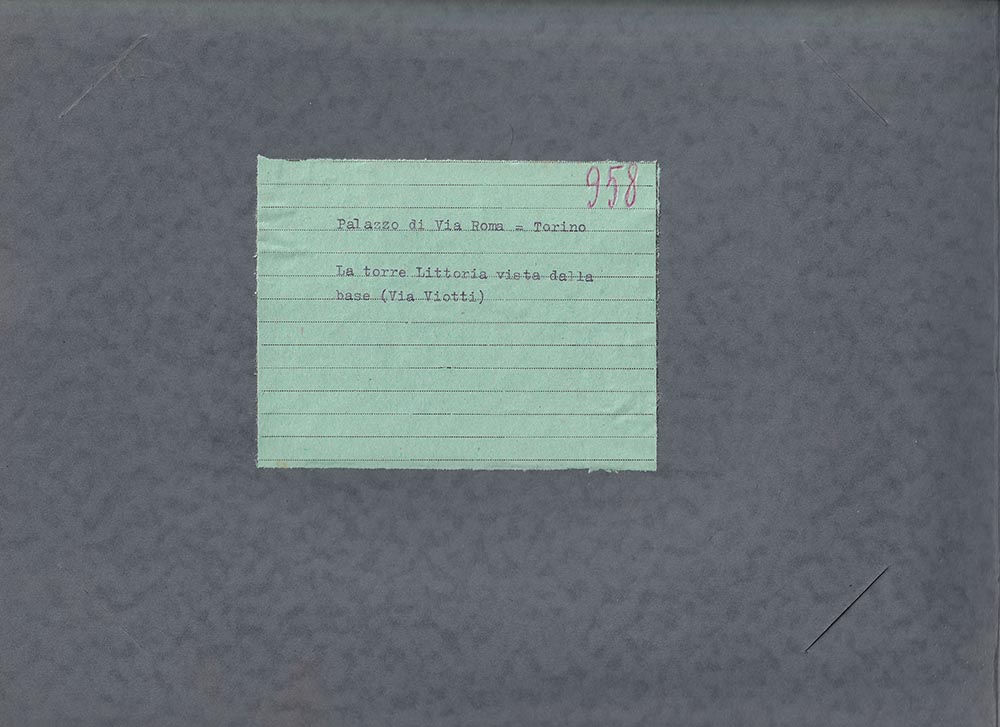 958
Palazzo di Via Roma = Torino
La torre Littoria vista dalla
base (Via Viotti)